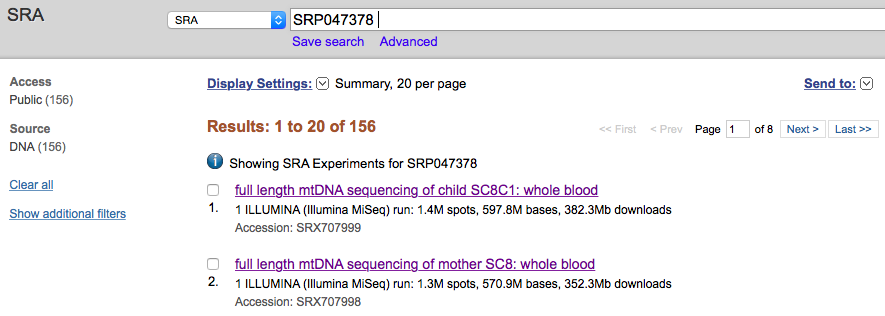 SRA
SRA SRP047378
Save search Advanced
Access
Public (156)
Source
DNA (156)
Clear all
Show additional filters
Display Settings: Summary, 20 per page
Send to:
Results: 1 to 20 of 156
<< First < Prev Page 1 of 8 Next > Last >>
Showing SRA Experiments for SRP047378
full length mtDNA sequencing of child SC8C1: whole blood
1. 1 ILLUMINA (Illumina MiSeq) run: 1.4M spots, 597.8M bases, 382.3Mb downloads
Accession: SRX707999
full length mtDNA sequencing of mother SC8: whole blood
2. 1 ILLUMINA (Illumina MiSeq) run: 1.3M spots, 570.9M bases, 352.3Mb downloads
Accession: SRX707998